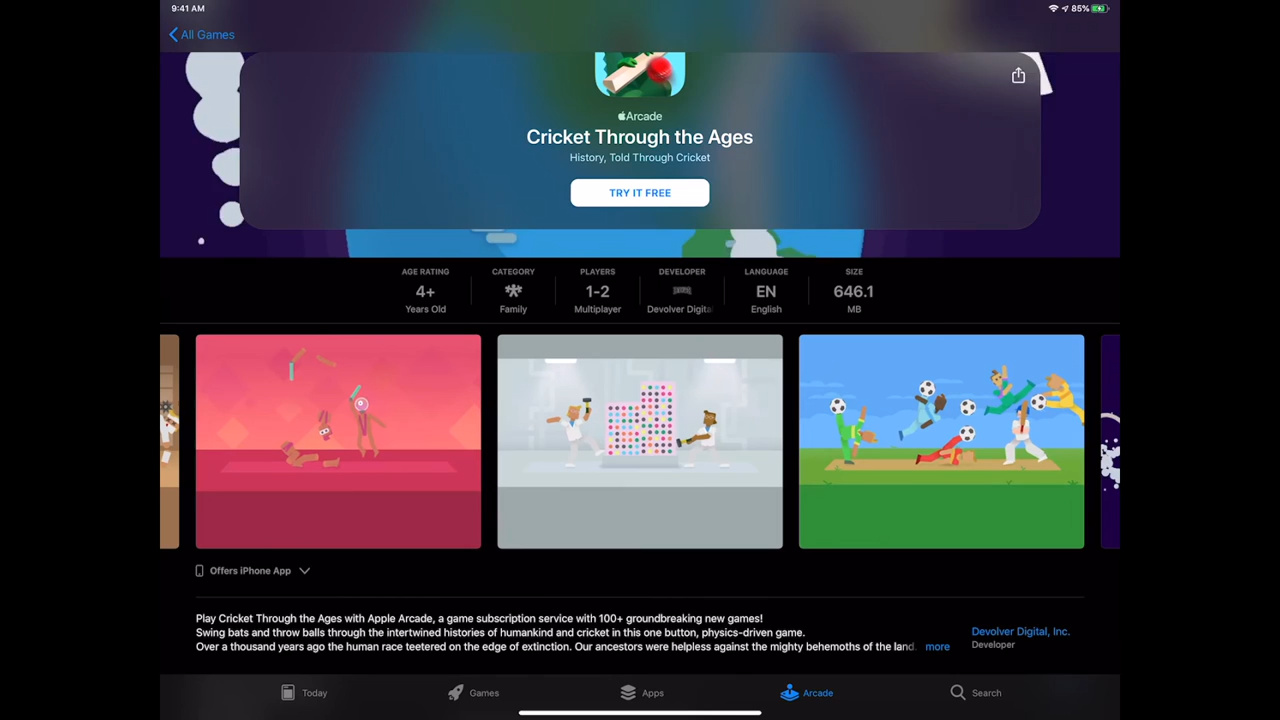 9:41 AM
85%
All Games
Arcade
Cricket Through the Ages
History, Told Through Cricket
TRY IT FREE
AGE RATING
4+
Years Old
CATEGORY
Family
PLAYERS
1-2
Multiplayer
DEVELOPER
Devolver Digita
LANGUAGE
EN
English
SIZE
646.1
MB
Offers iPhone App
Play Cricket Through the Ages with Apple Arcade, a game subscription service with 100+ groundbreaking new games!
Swing bats and throw balls through the intertwined histories of humankind and cricket in this one button, physics-driven game.
Over a thousand years ago the human race teetered on the edge of extinction. Our ancestors were helpless against the mighty behemoths of the land. more
Devolver Digital, Inc.
Developer
Today
Games
Apps
Arcade
Search